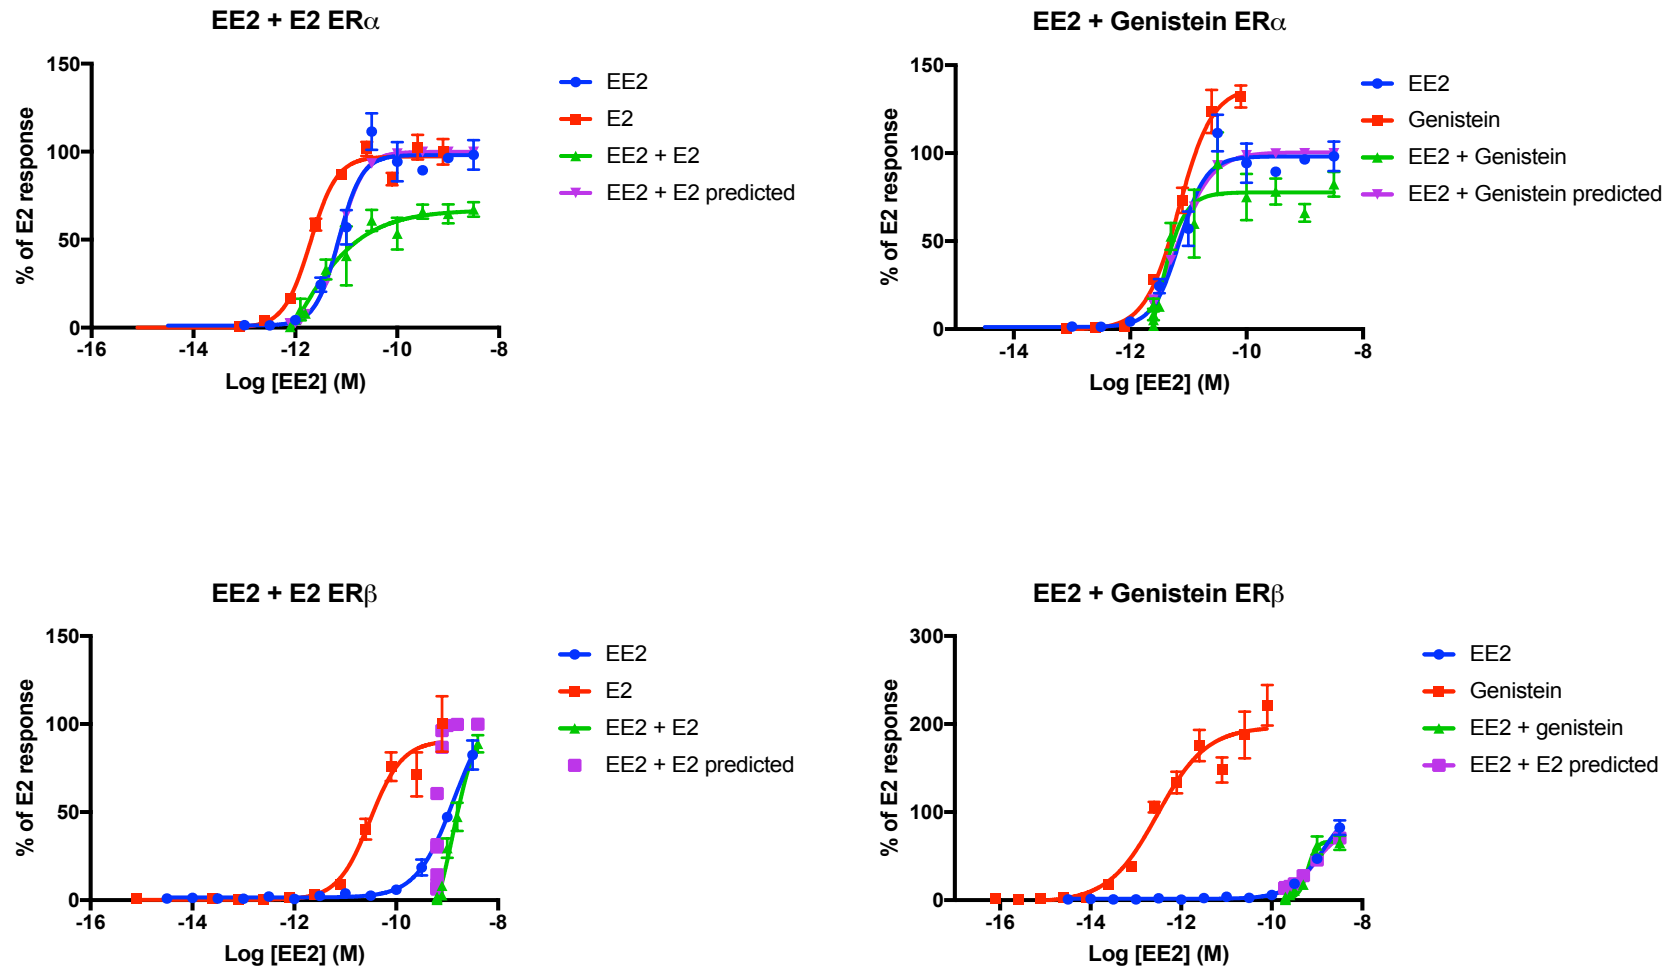 EE2 + E2 ERα
% of E2 response
150
100
50
0
-16
-14
-12
-10
-8
Log [EE2] (M)
EE2
E2
EE2 + E2
EE2 + E2 predicted
EE2 + Genistein ERα
% of E2 response
150
100
50
0
-14
-12
-10
-8
Log [EE2] (M)
EE2
Genistein
EE2 + Genistein
EE2 + Genistein predicted
EE2 + E2 ERβ
% of E2 response
150
100
50
0
-16
-14
-12
-10
-8
Log [EE2] (M)
EE2
E2
EE2 + E2
EE2 + E2 predicted
EE2 + Genistein ERβ
% of E2 response
300
200
100
0
-16
-14
-12
-10
-8
Log [EE2] (M)
EE2
Genistein
EE2 + genistein
EE2 + E2 predicted